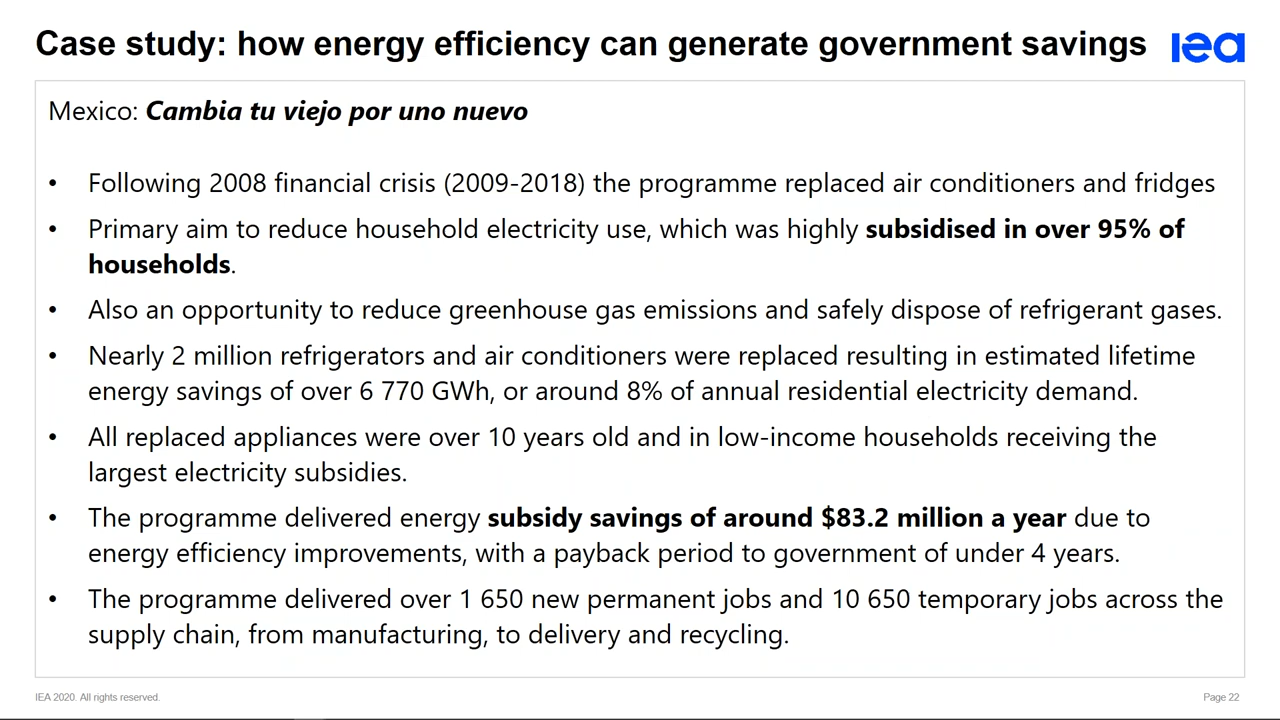 Case study: how energy efficiency can generate government savings
iea
Mexico: Cambia tu viejo por uno nuevo
• Following 2008 financial crisis (2009-2018) the programme replaced air conditioners and fridges
• Primary aim to reduce household electricity use, which was highly subsidised in over 95% of
households.
• Also an opportunity to reduce greenhouse gas emissions and safely dispose of refrigerant gases.
• Nearly 2 million refrigerators and air conditioners were replaced resulting in estimated lifetime
energy savings of over 6 770 GWh, or around 8% of annual residential electricity demand.
• All replaced appliances were over 10 years old and in low-income households receiving the
largest electricity subsidies.
• The programme delivered energy subsidy savings of around $83.2 million a year due to
energy efficiency improvements, with a payback period to government of under 4 years.
• The programme delivered over 1 650 new permanent jobs and 10 650 temporary jobs across the
supply chain, from manufacturing, to delivery and recycling.
IEA 2020. All rights reserved.
Page 22